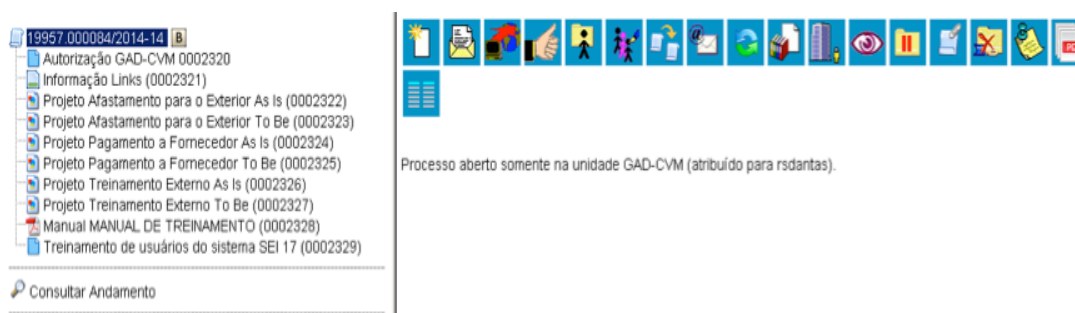 19957.000084/2014-14 B
Autorização GAD-CVM 0002320
Informação Links (0002321)
Projeto Afastamento para o Exterior As Is (0002322)
Projeto Afastamento para o Exterior To Be (0002323)
Projeto Pagamento a Fornecedor As Is (0002324)
Projeto Pagamento a Fornecedor To Be (0002325)
Projeto Treinamento Externo As Is (0002326)
Projeto Treinamento Externo To Be (0002327)
Manual MANUAL DE TREINAMENTO (0002328)
Treinamento de usuários do sistema SEI 17 (0002329)
Consultar Andamento
Processo aberto somente na unidade GAD-CVM (atribuído para rsdantas).